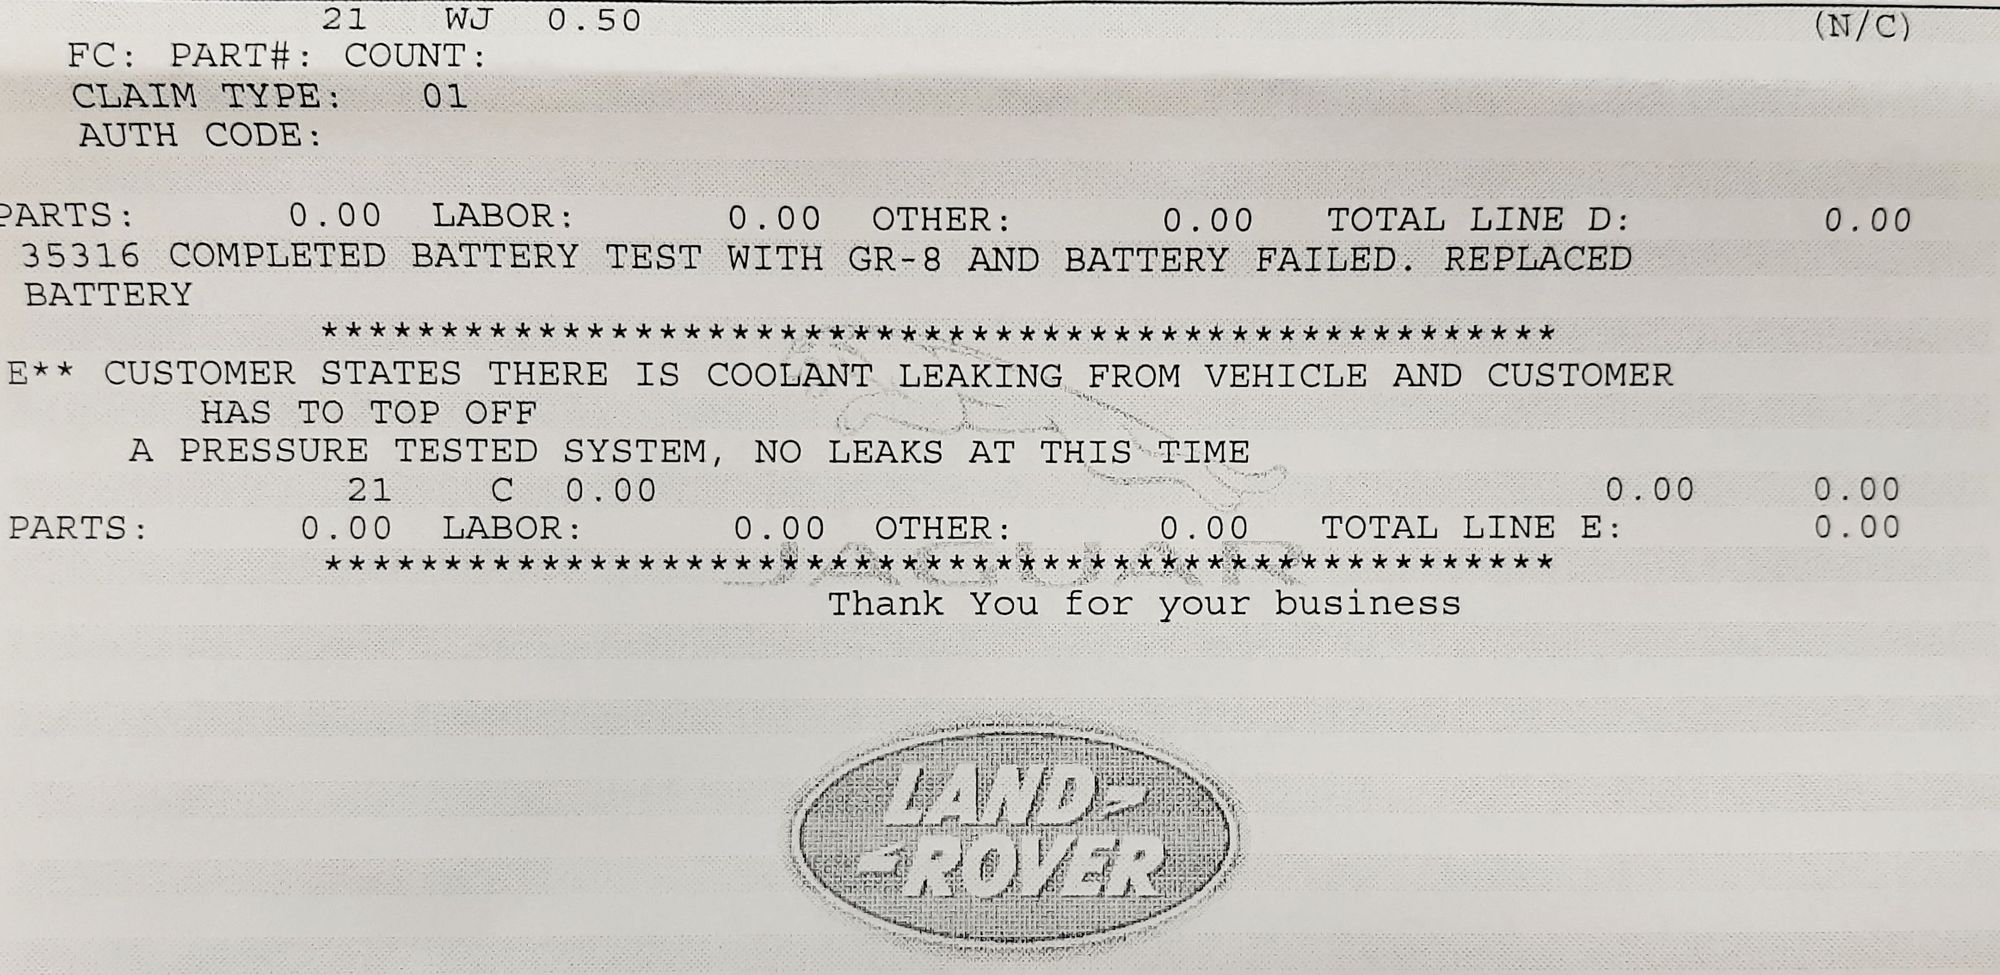 21 WJ 0.50 (N/C)
FC: PART#: COUNT:
CLAIM TYPE: 01
AUTH CODE:
PARTS: 0.00 LABOR: 0.00 OTHER: 0.00 TOTAL LINE D: 0.00
35316 COMPLETED BATTERY TEST WITH GR-8 AND BATTERY FAILED. REPLACED
BATTERY
****************************************************
E** CUSTOMER STATES THERE IS COOLANT LEAKING FROM VEHICLE AND CUSTOMER
HAS TO TOP OFF
A PRESSURE TESTED SYSTEM, NO LEAKS AT THIS TIME
21 C 0.00 0.00 0.00
PARTS: 0.00 LABOR: 0.00 OTHER: 0.00 TOTAL LINE E: 0.00
JAGUAR
****************************************************
Thank You for your business
LAND
ROVER